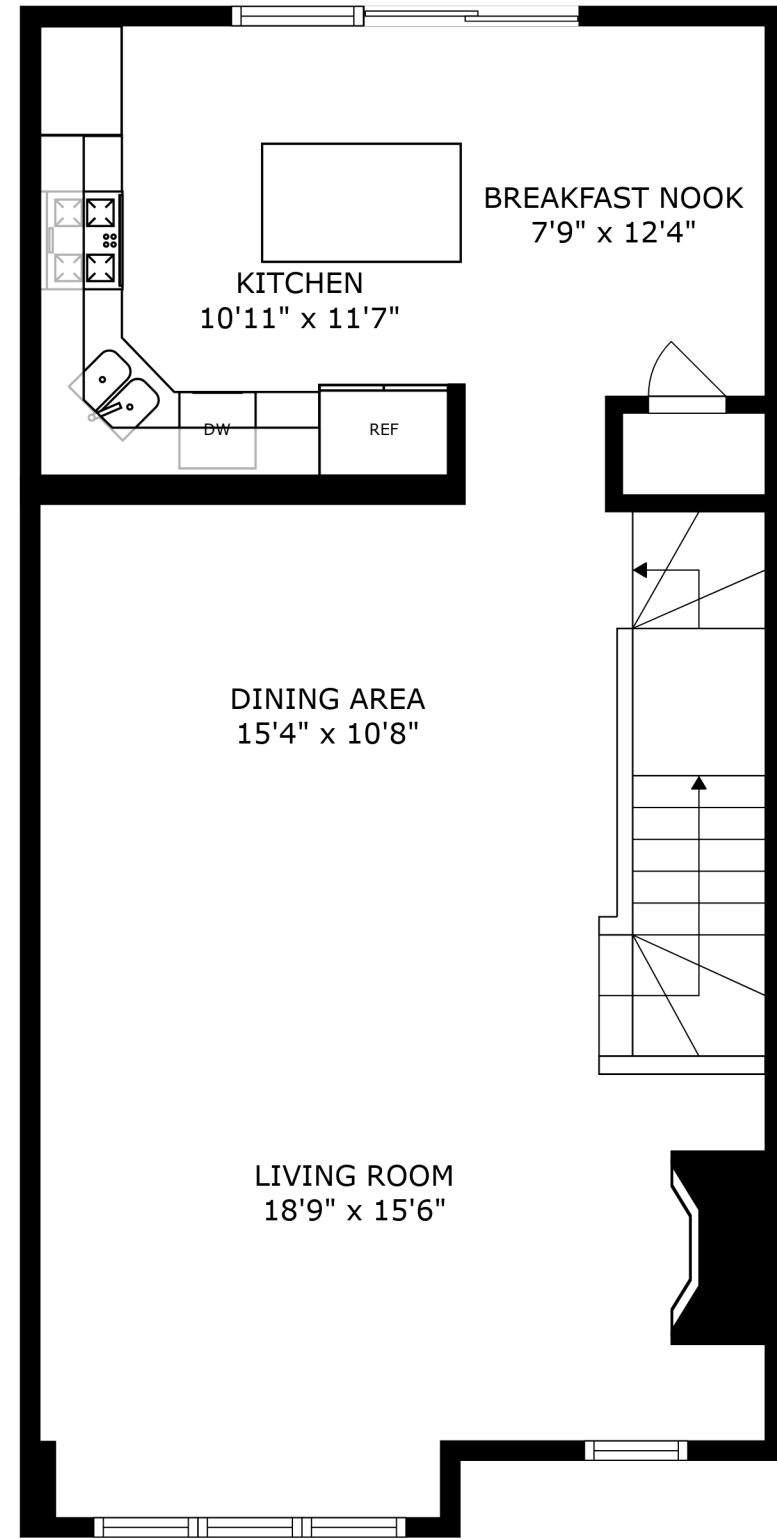 BREAKFAST NOOK
7'9" x 12'4"
KITCHEN
10'11" x 11'7"
DW
REF
DINING AREA
15'4" x 10'8"
LIVING ROOM
18'9" x 15'6"